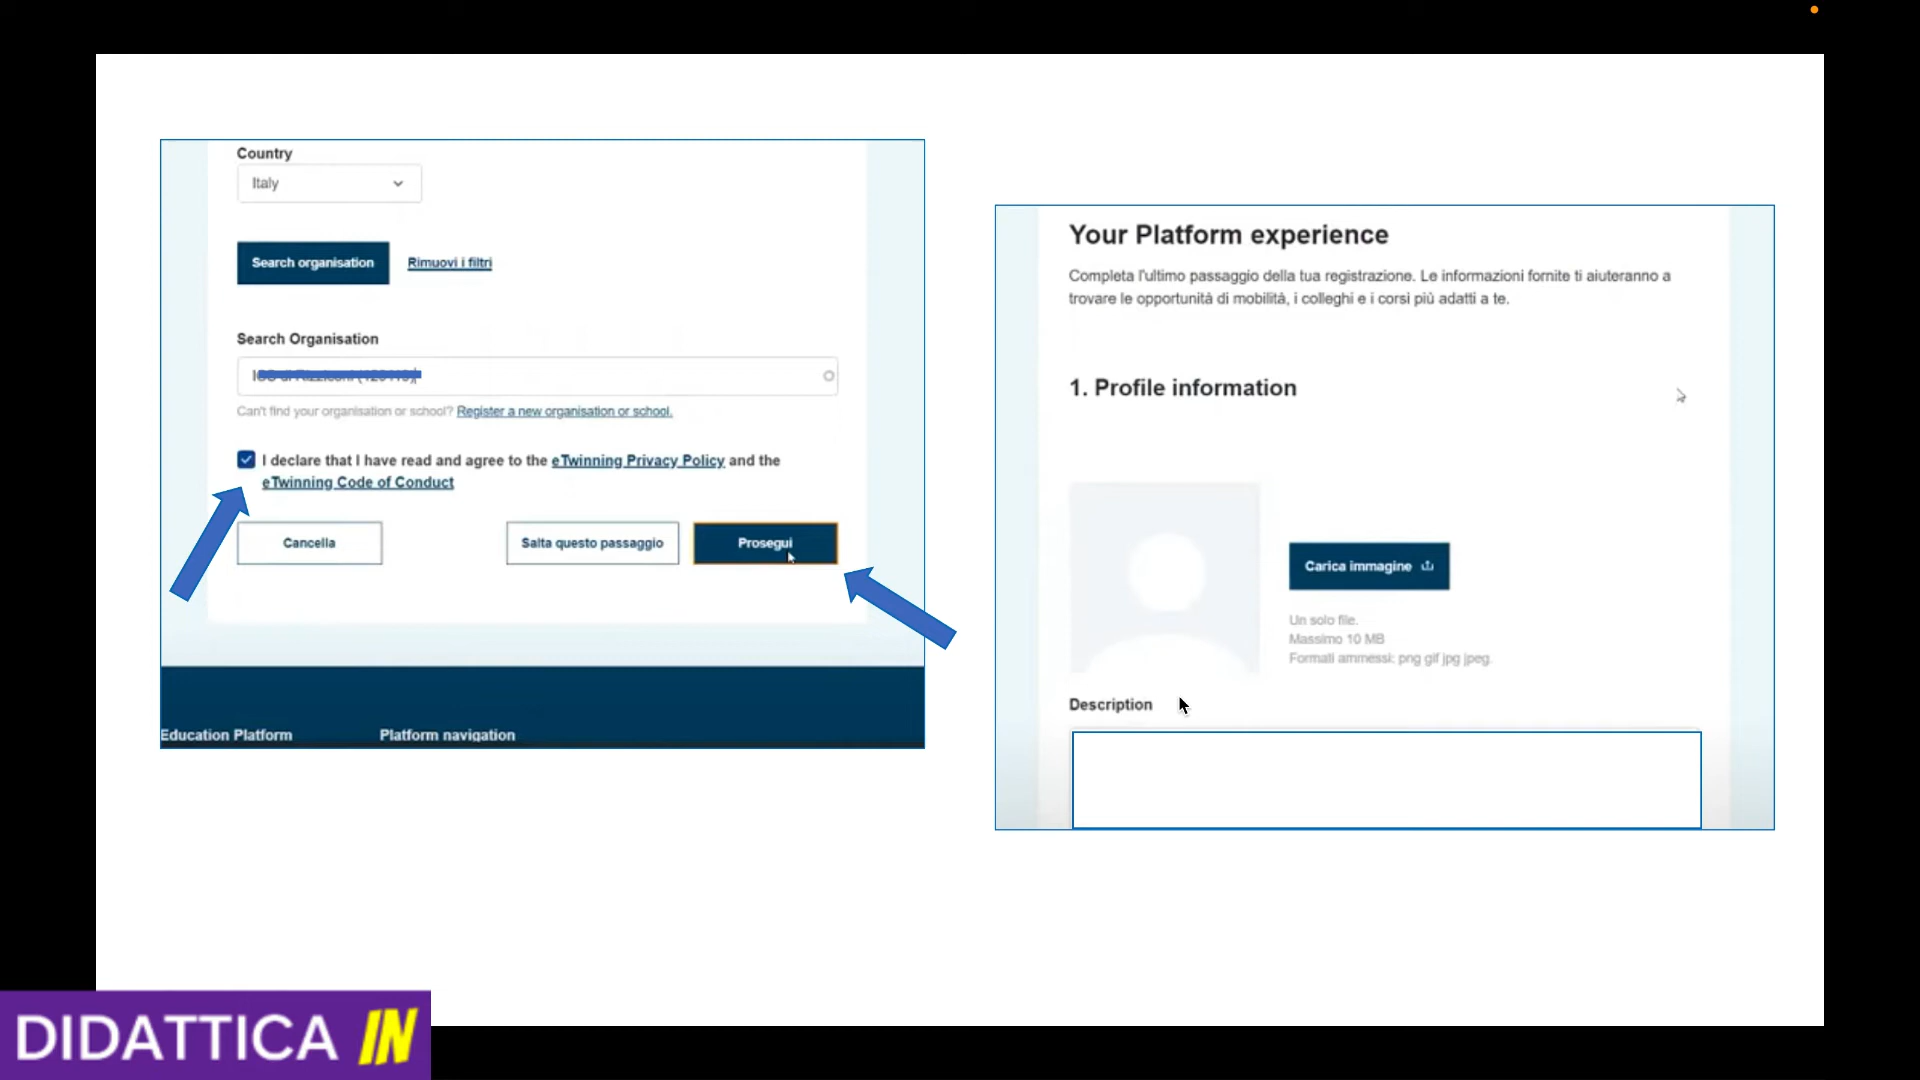 Country
Italy
Search organisation
Rimuovi i filtri
Search Organisation
Can't find your organisation or school? Register a new organisation or school.
I declare that I have read and agree to the eTwinning Privacy Policy and the
eTwinning Code of Conduct
Cancella
Salta questo passaggio
Prosegui
Education Platform
Platform navigation
Your Platform experience
Completa l'ultimo passaggio della tua registrazione. Le informazioni fornite ti aiuteranno a
trovare le opportunità di mobilità, i colleghi e i corsi più adatti a te.
1. Profile information
Carica immagine
Un solo file.
Massimo 10 MB
Formati ammessi: png gif jpg jpeg.
Description
DIDATTICA IN